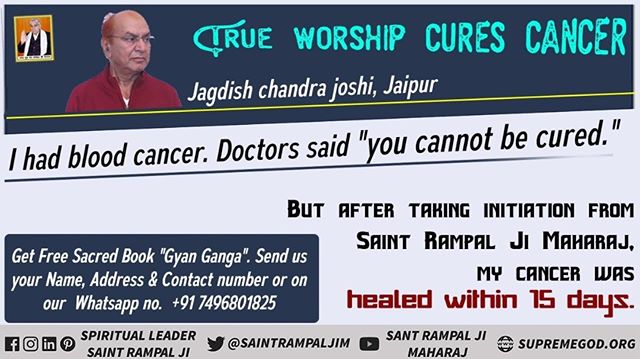 TRUE WORSHIP CURES CANCER
Jagdish chandra joshi, Jaipur
I had blood cancer. Doctors said "you cannot be cured."
But after taking initiation from
Saint Rampal Ji Maharaj,
my cancer was
healed within 15 days.
Get Free Sacred Book "Gyan Ganga". Send us
your Name, Address & Contact number or on
our Whatsapp no. +91 7496801825
SPIRITUAL LEADER
SAINT RAMPAL JI
@SAINTRAMPALJIM
SANT RAMPAL JI
MAHARAJ
SUPREMEGOD.ORG